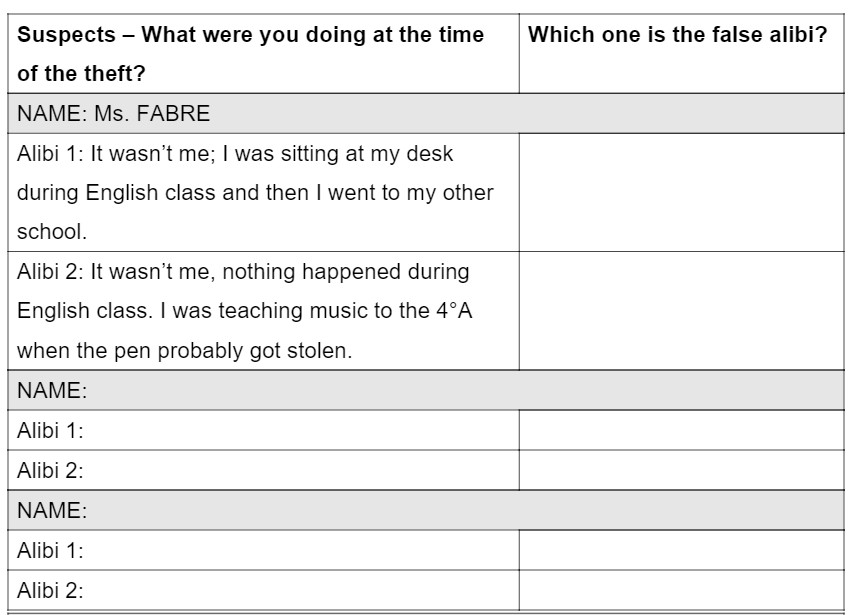 Suspects – What were you doing at the time
of the theft?
Which one is the false alibi?
NAME: Ms. FABRE
Alibi 1: It wasn’t me; I was sitting at my desk
during English class and then I went to my other
school.
Alibi 2: It wasn’t me, nothing happened during
English class. I was teaching music to the 4°A
when the pen probably got stolen.
NAME:
Alibi 1:
Alibi 2:
NAME:
Alibi 1:
Alibi 2: